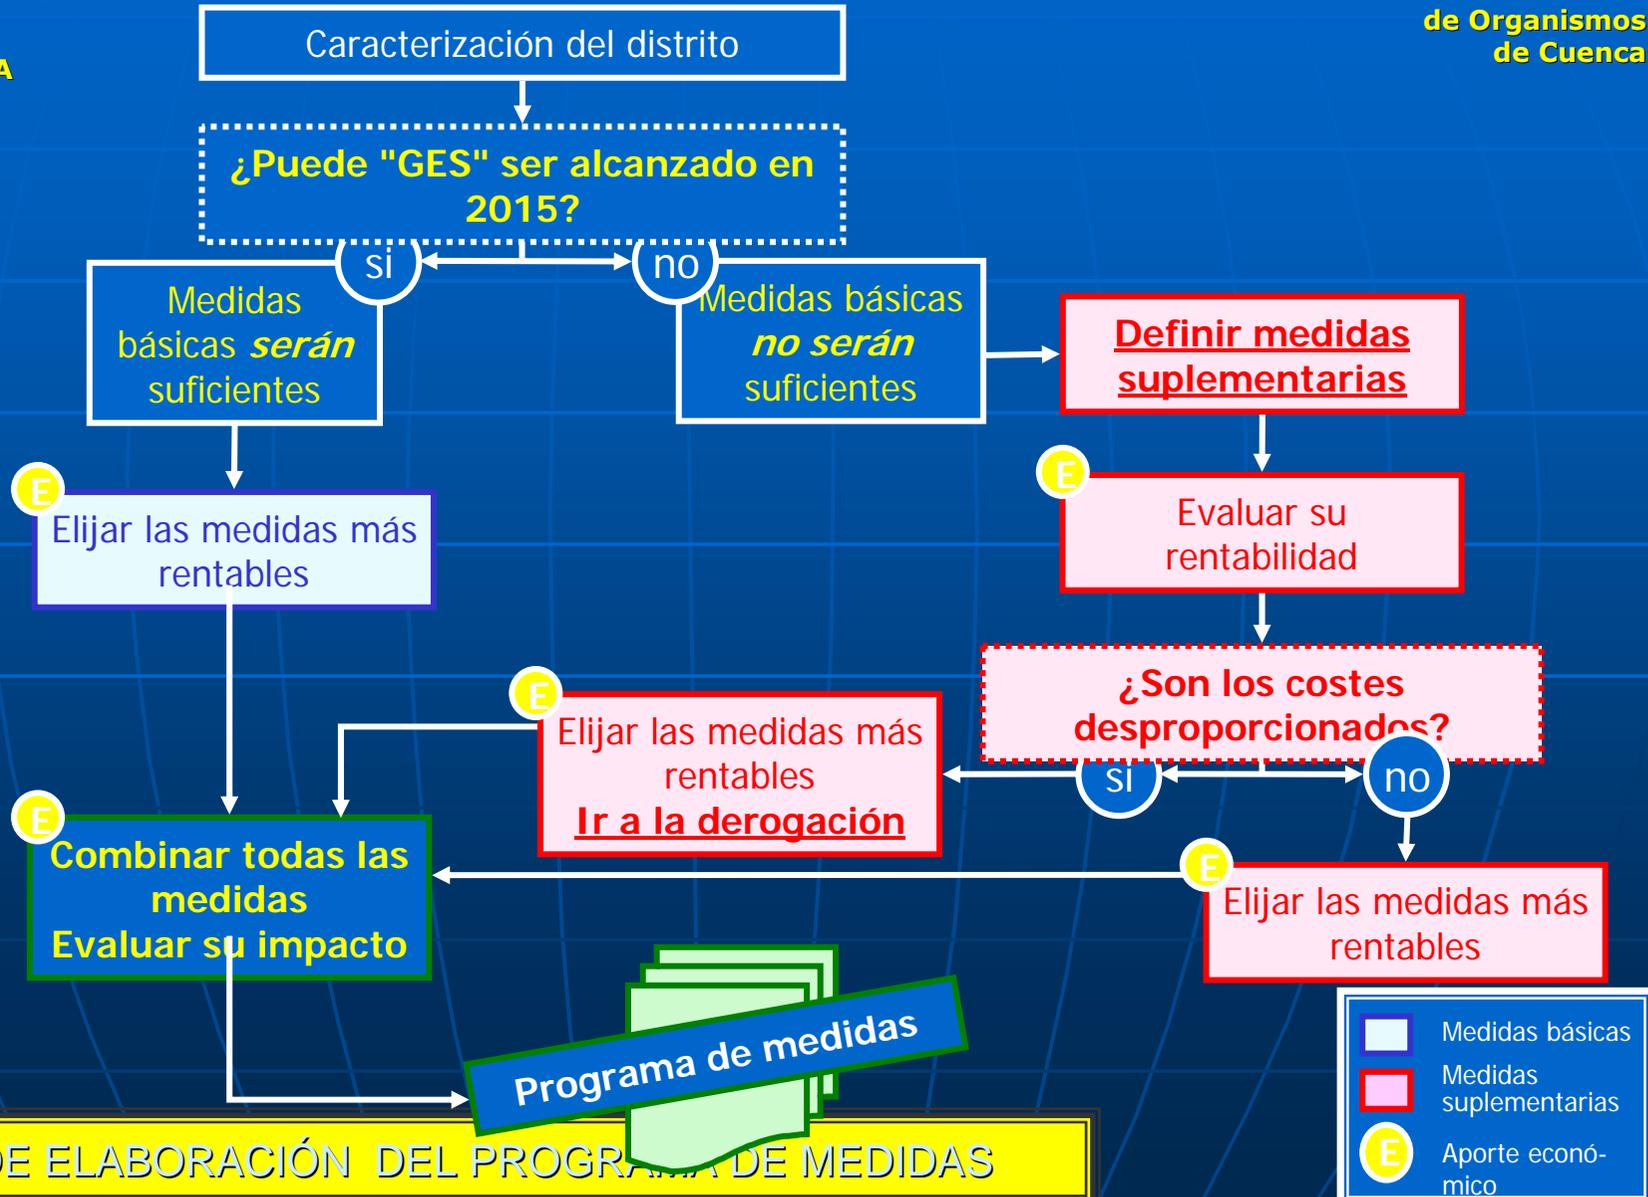 de Organismos
de Cuenca
A
Caracterización del distrito
¿Puede "GES" ser alcanzado en
2015?
si
no
Medidas
básicas serán
suficientes
Medidas básicas
no serán
suficientes
Definir medidas
suplementarias
E
Elijar las medidas más
rentables
E
Evaluar su
rentabilidad
¿Son los costes
desproporcionados?
si
no
E
Elijar las medidas más
rentables
Ir a la derogación
E
Elijar las medidas más
rentables
E
Combinar todas las
medidas
Evaluar su impacto
Programa de medidas
Medidas básicas
Medidas
suplementarias
E
Aporte econó-
mico
DE ELABORACIÓN DEL PROGRAMA DE MEDIDAS